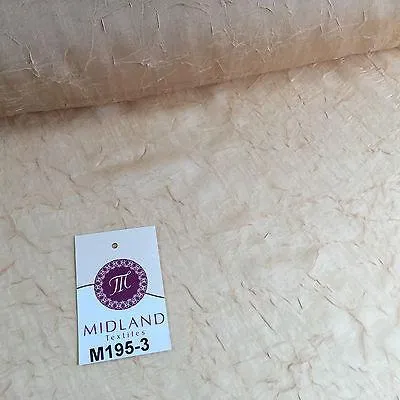 m
MIDLAND
Textiles
M195-3